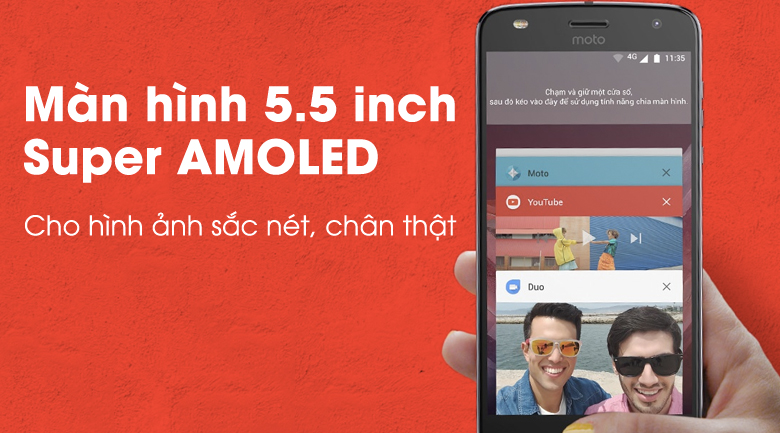 Màn hình 5.5 inch
Super AMOLED
Cho hình ảnh sắc nét, chân thật
moto
4G 11:35
Chạm và giữ một cửa sổ,
sau đó kéo vào đây để sử dụng tính năng chia màn hình.
Moto
YouTube
Duo